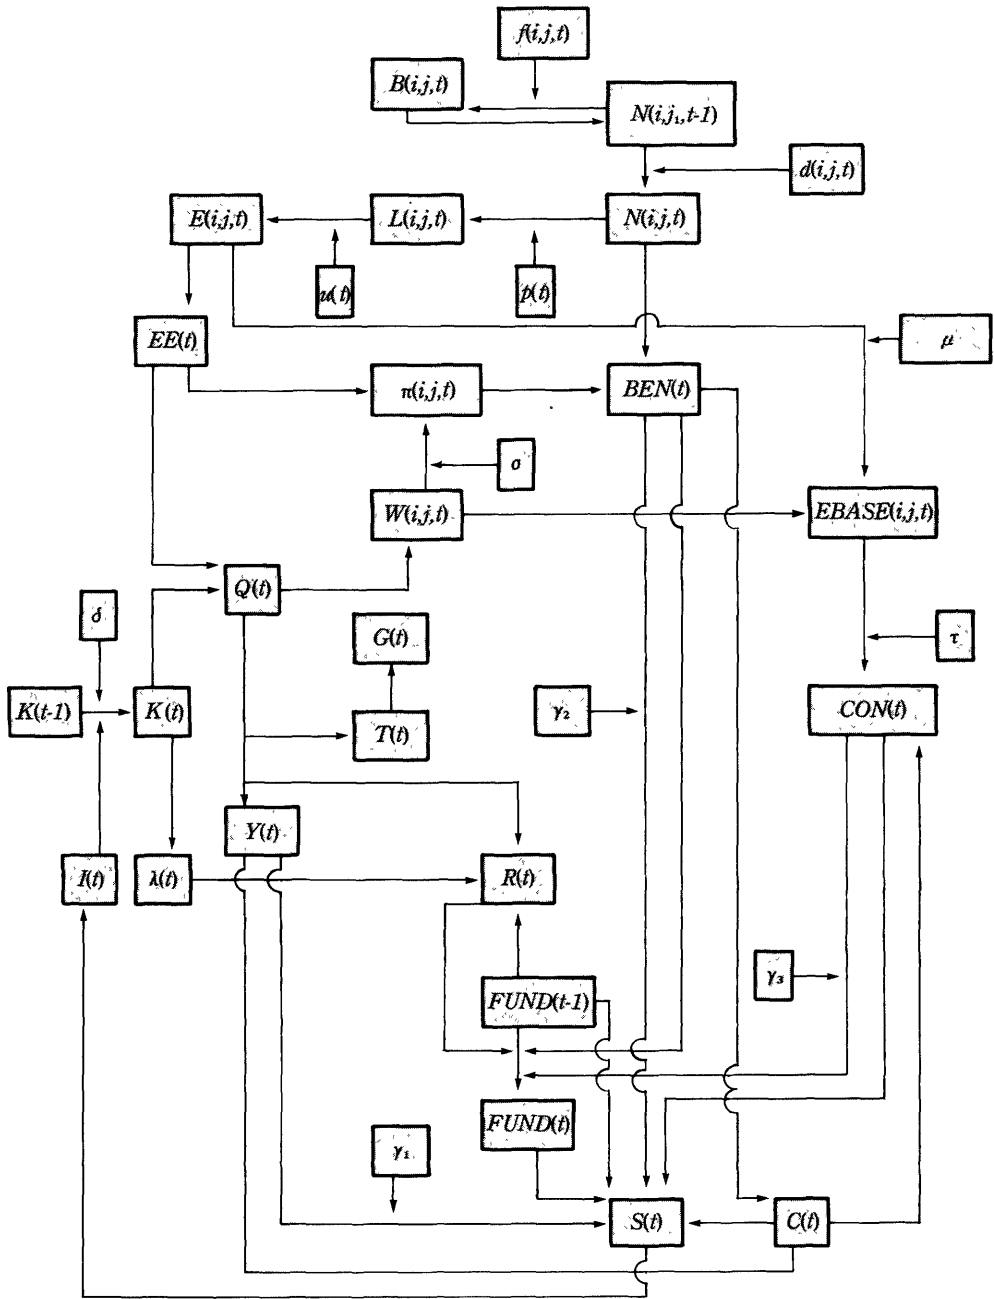 f(i,j,t)
B(i,j,t)
N(i,j₁,t-1)
d(i,j,t)
E(i,j,t)
L(i,j,t)
N(i,j,t)
u(t)
p(t)
EE(t)
μ
π(i,j,t)
BEN(t)
σ
W(i,j,t)
EBASE(i,j,t)
Q(t)
δ
G(t)
τ
K(t-1)
K(t)
γ₂
CON(t)
T(t)
Y(t)
I(t)
λ(t)
R(t)
γ₃
FUND(t-1)
FUND(t)
γ₁
S(t)
C(t)